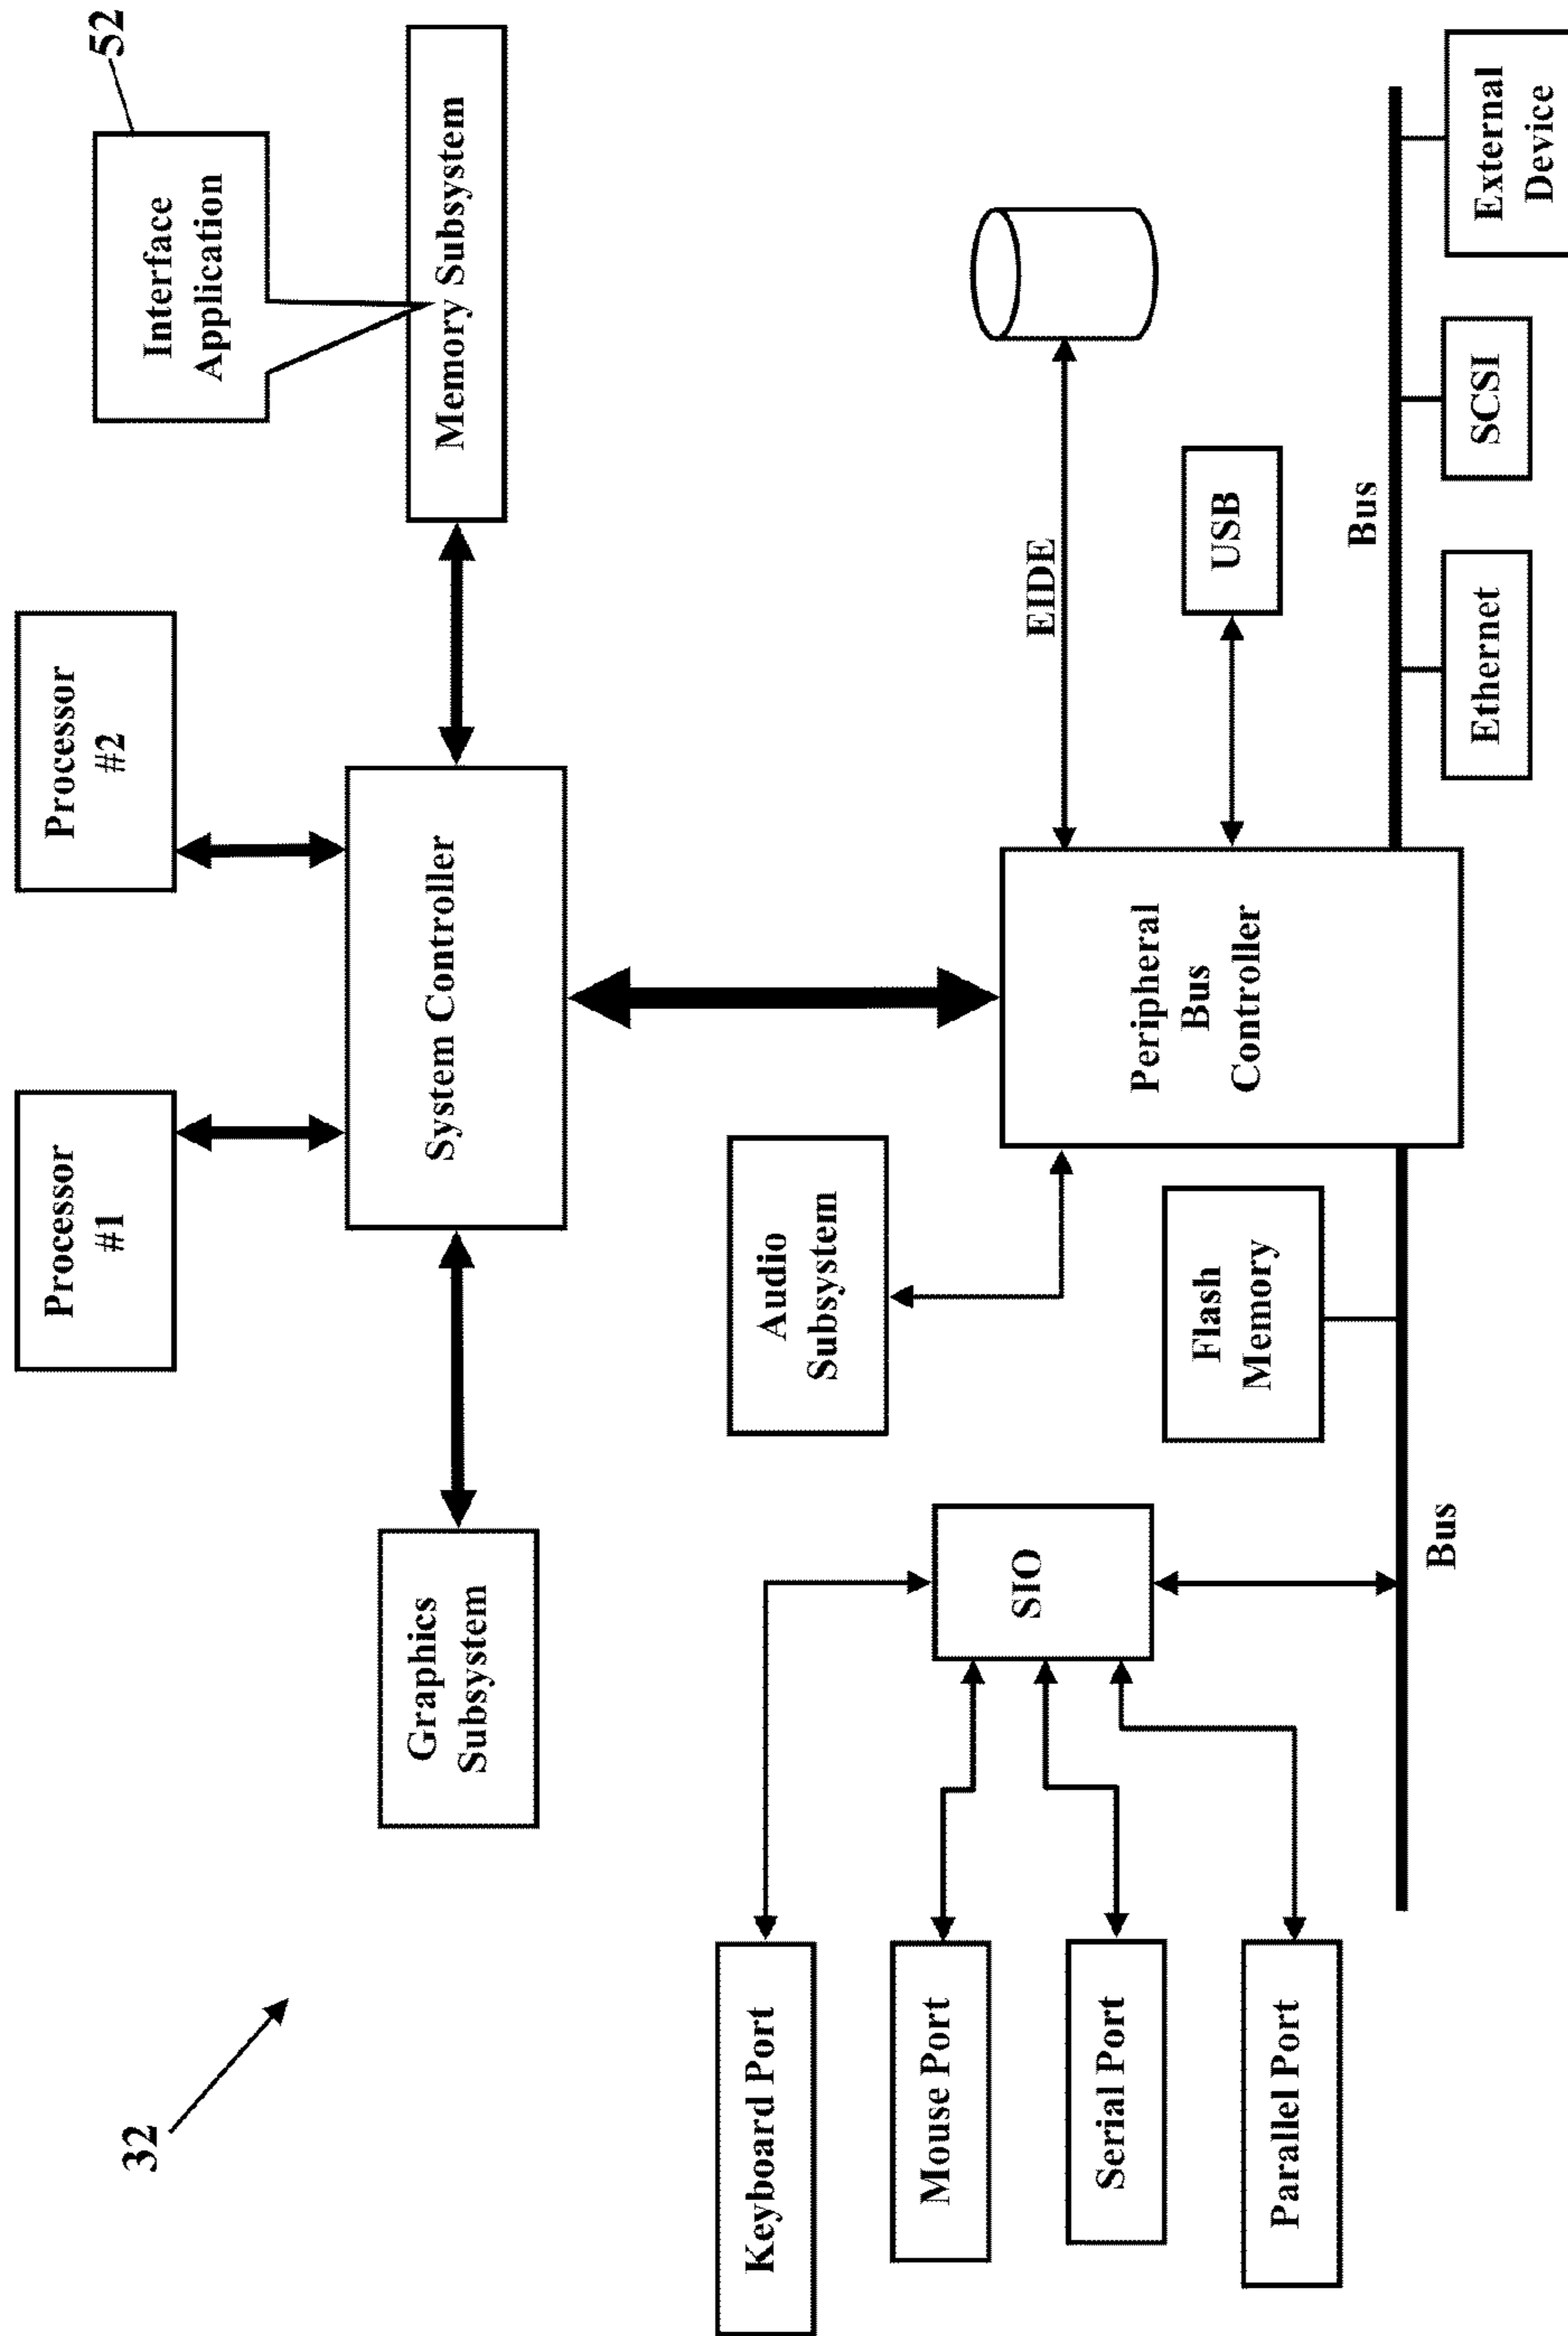 32
52
Processor
#1
Processor
#2
Interface
Application
Graphics
Subsystem
System Controller
Memory Subsystem
Audio
Subsystem
Keyboard Port
Mouse Port
Serial Port
Parallel Port
SIO
Flash
Memory
Peripheral
Bus
Controller
EIDE
USB
Bus
Bus
Ethernet
SCSI
External
Device